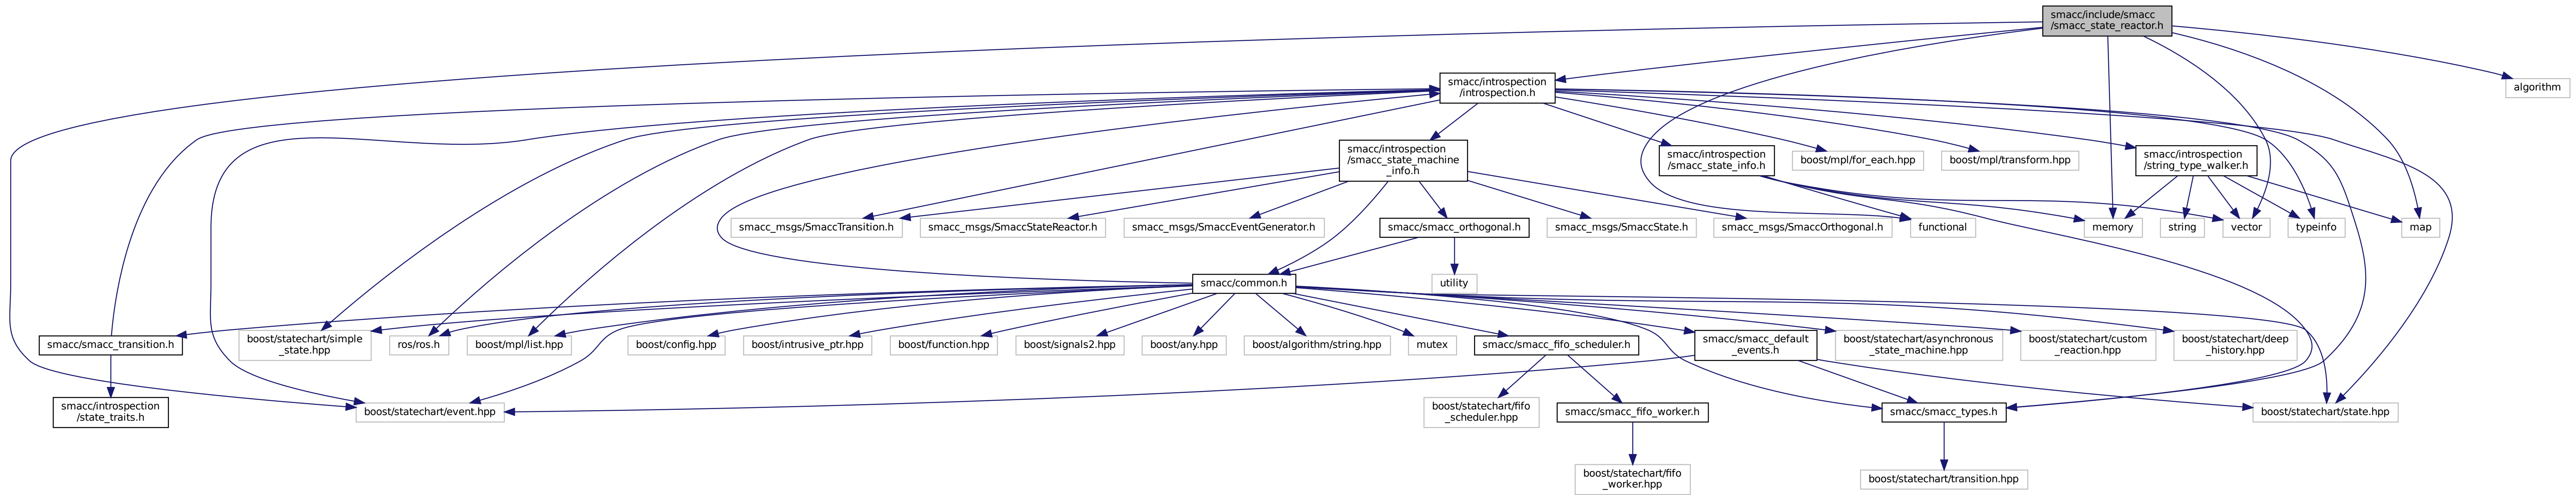 smacc/include/smacc
/smacc_state_reactor.h
smacc/introspection
/introspection.h
algorithm
smacc/introspection
/smacc_state_machine
_info.h
smacc/introspection
/smacc_state_info.h
boost/mpl/for_each.hpp
boost/mpl/transform.hpp
smacc/introspection
/string_type_walker.h
smacc_msgs/SmaccTransition.h
smacc_msgs/SmaccStateReactor.h
smacc_msgs/SmaccEventGenerator.h
smacc/smacc_orthogonal.h
smacc_msgs/SmaccState.h
smacc_msgs/SmaccOrthogonal.h
functional
memory
string
vector
typeinfo
map
smacc/common.h
utility
smacc/smacc_transition.h
boost/statechart/simple
_state.hpp
ros/ros.h
boost/mpl/list.hpp
boost/config.hpp
boost/intrusive_ptr.hpp
boost/function.hpp
boost/signals2.hpp
boost/any.hpp
boost/algorithm/string.hpp
mutex
smacc/smacc_fifo_scheduler.h
smacc/smacc_default
_events.h
boost/statechart/asynchronous
_state_machine.hpp
boost/statechart/custom
_reaction.hpp
boost/statechart/deep
_history.hpp
smacc/introspection
/state_traits.h
boost/statechart/event.hpp
boost/statechart/fifo
_scheduler.hpp
smacc/smacc_fifo_worker.h
smacc/smacc_types.h
boost/statechart/state.hpp
boost/statechart/fifo
_worker.hpp
boost/statechart/transition.hpp